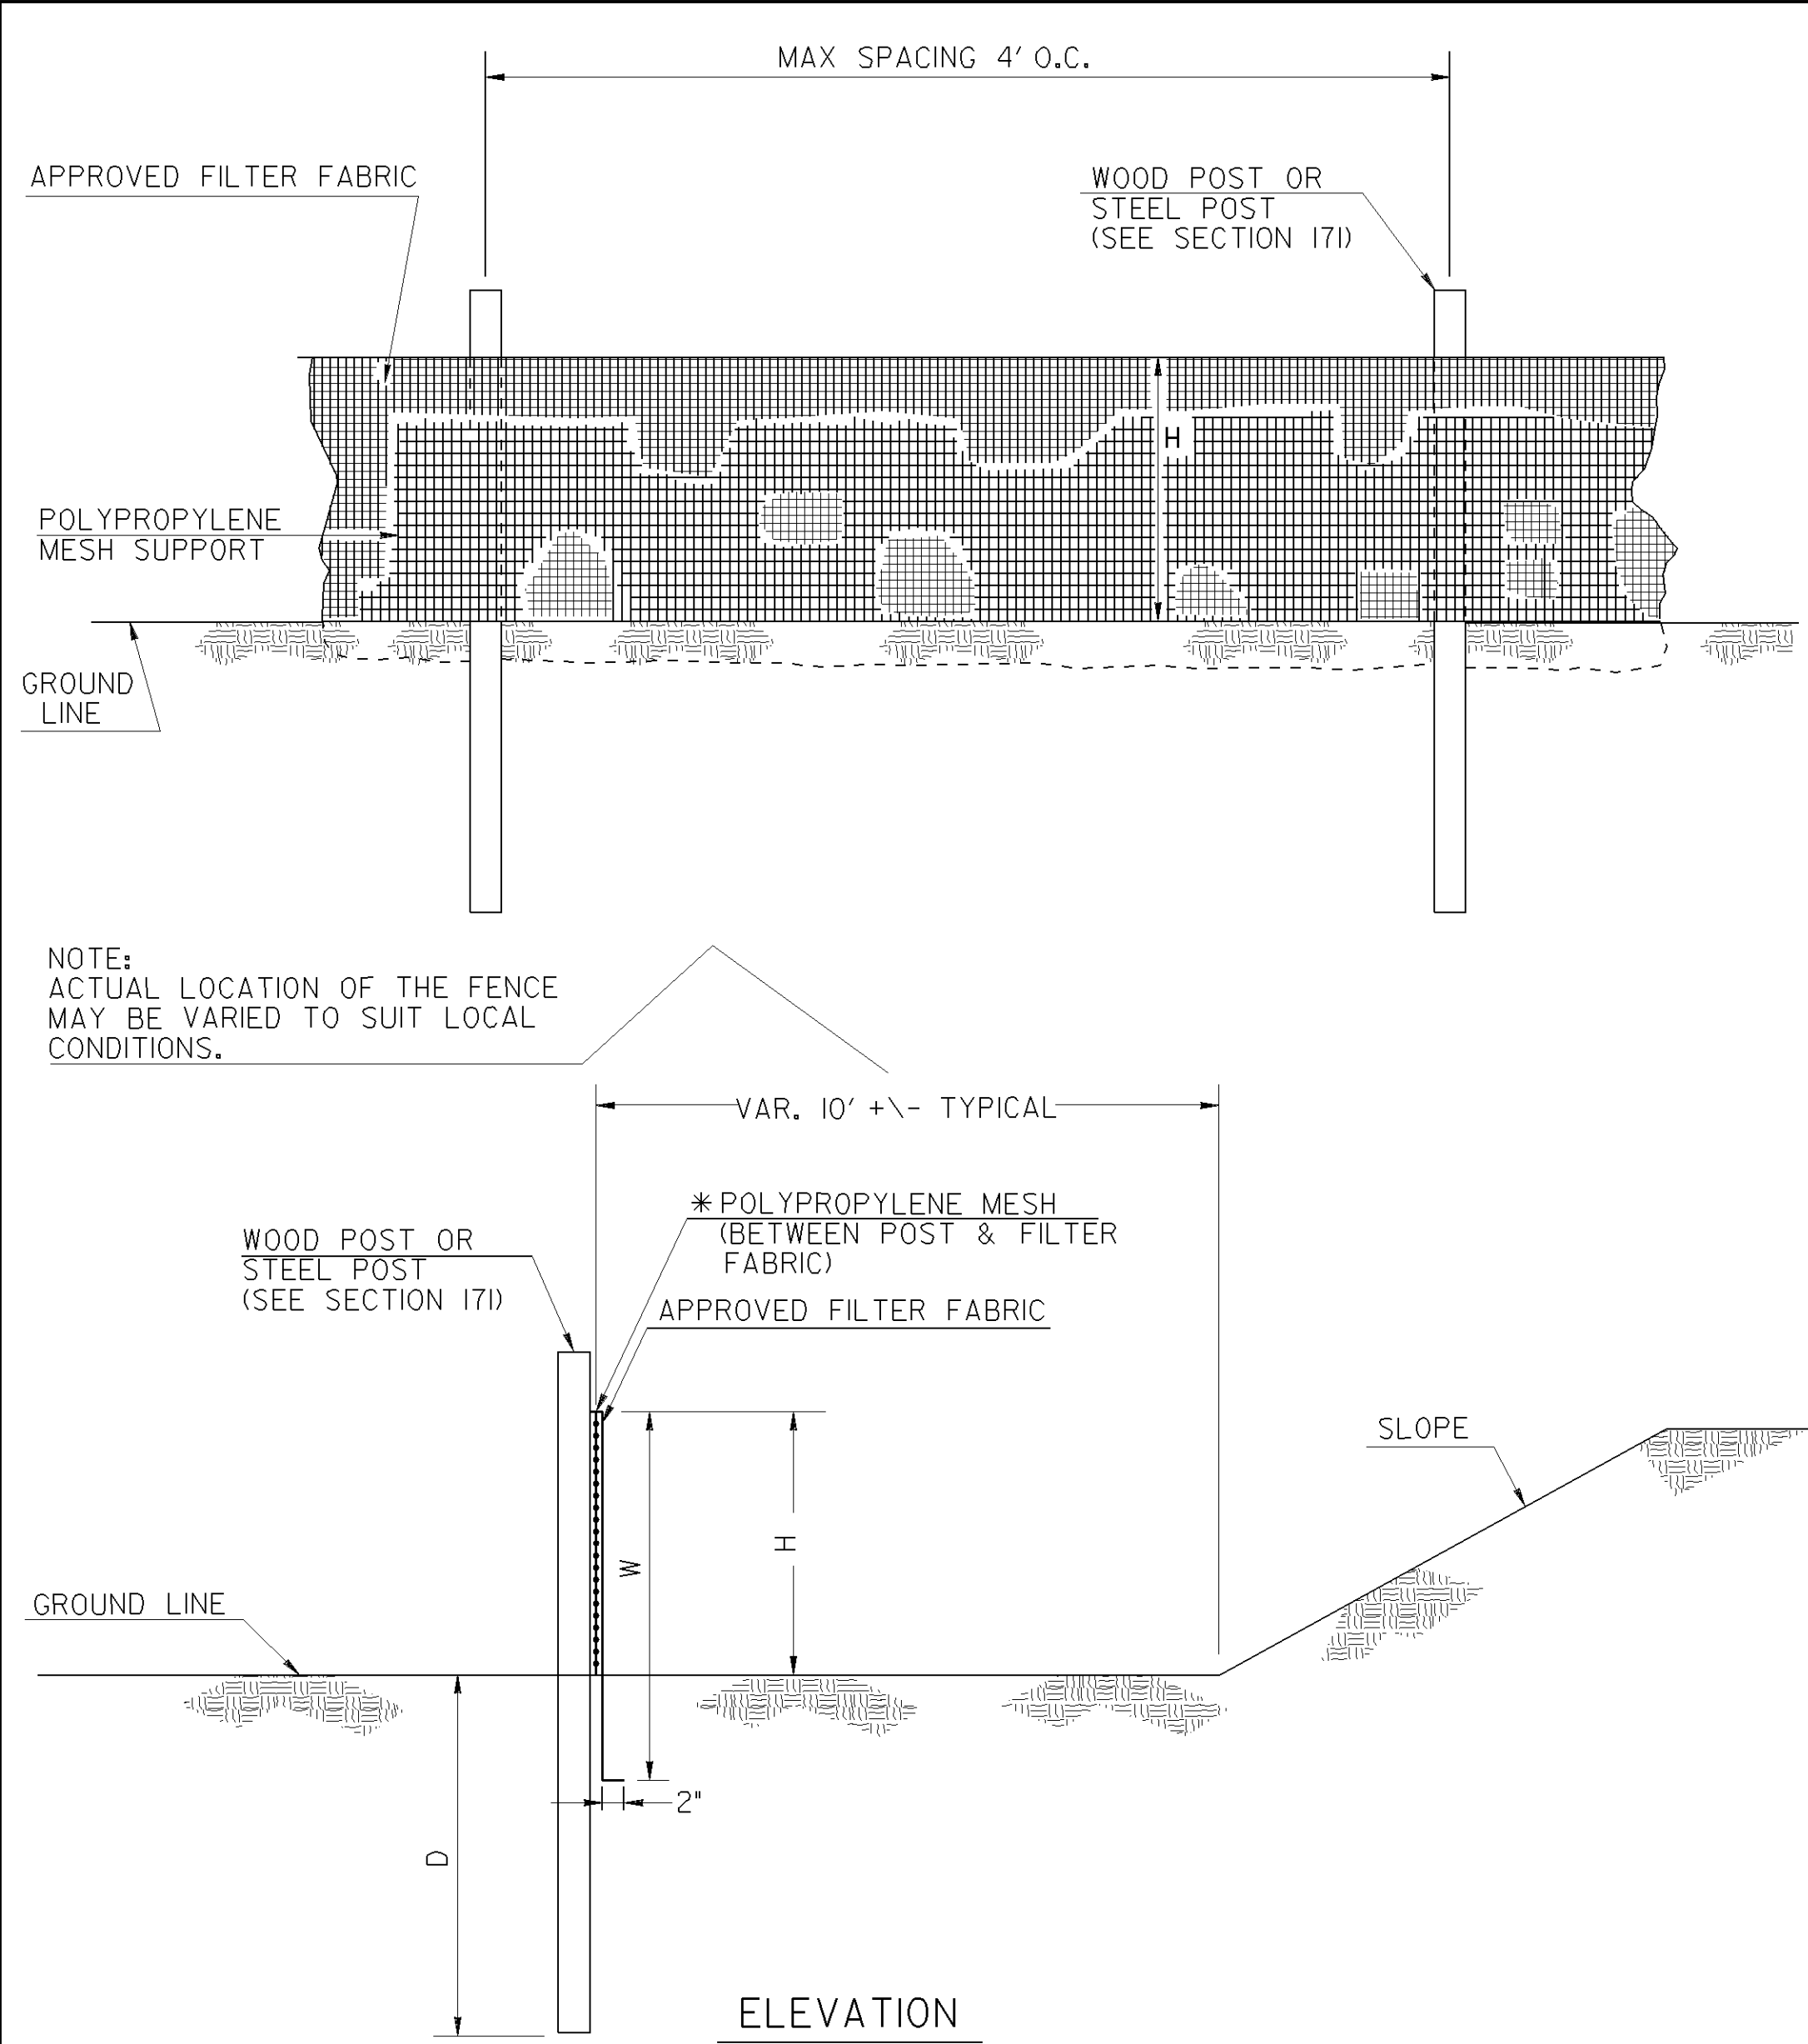 MAX SPACING 4' O.C.
APPROVED FILTER FABRIC
WOOD POST OR
STEEL POST
(SEE SECTION 171)
H
POLYPROPYLENE
MESH SUPPORT
GROUND
LINE
NOTE:
ACTUAL LOCATION OF THE FENCE
MAY BE VARIED TO SUIT LOCAL
CONDITIONS.
VAR. 10' +\- TYPICAL
* POLYPROPYLENE MESH
(BETWEEN POST & FILTER
FABRIC)
WOOD POST OR
STEEL POST
(SEE SECTION 171)
APPROVED FILTER FABRIC
SLOPE
H
W
GROUND LINE
2"
D
ELEVATION